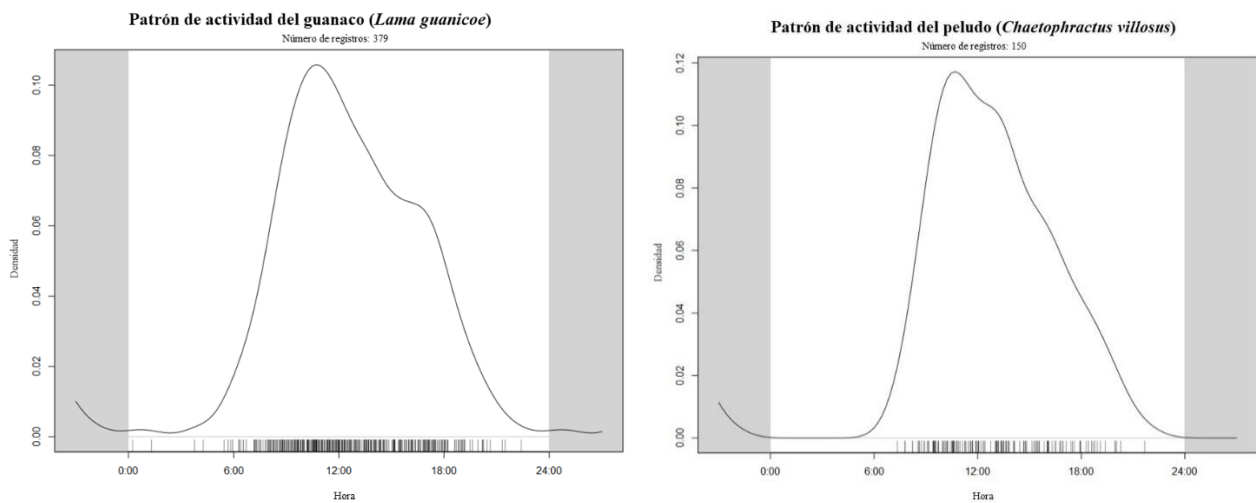 Patrón de actividad del guanaco (Lama guanicoe)
Número de registros: 379
Densidad
0.10
0.08
0.06
0.04
0.02
0.00
0:00 6:00 12:00 18:00 24:00
Hora
Patrón de actividad del peludo (Chaetophractus villosus)
Número de registros: 150
Densidad
0.12
0.10
0.08
0.06
0.04
0.02
0.00
0:00 6:00 12:00 18:00 24:00
Hora